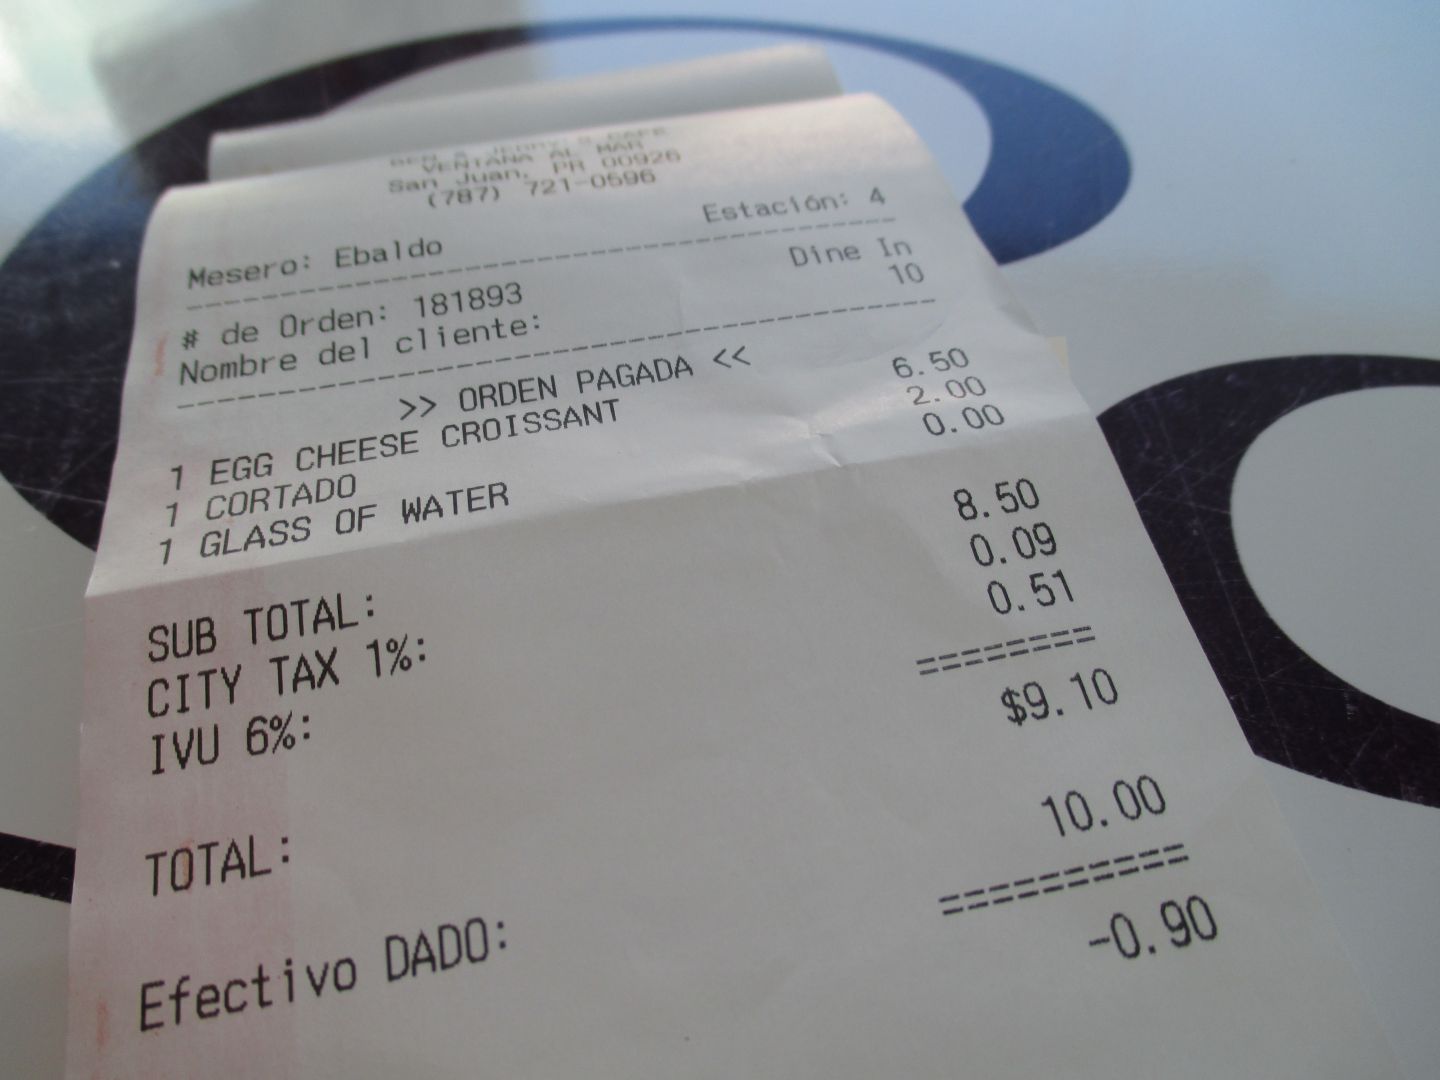 BEN & JERRY'S CAFE
VENTANA AL MAR
San Juan, PR 00926
(787) 721-0596
Mesero: Ebaldo Estación: 4
------------------------------
# de Orden: 181893 Dine In
Nombre del cliente: 10
------------------------------
>> ORDEN PAGADA <<
1 EGG CHEESE CROISSANT 6.50
1 CORTADO 2.00
1 GLASS OF WATER 0.00
SUB TOTAL: 8.50
CITY TAX 1%: 0.09
IVU 6%: 0.51
========
TOTAL: $9.10
Efectivo DADO: 10.00
==========
-0.90